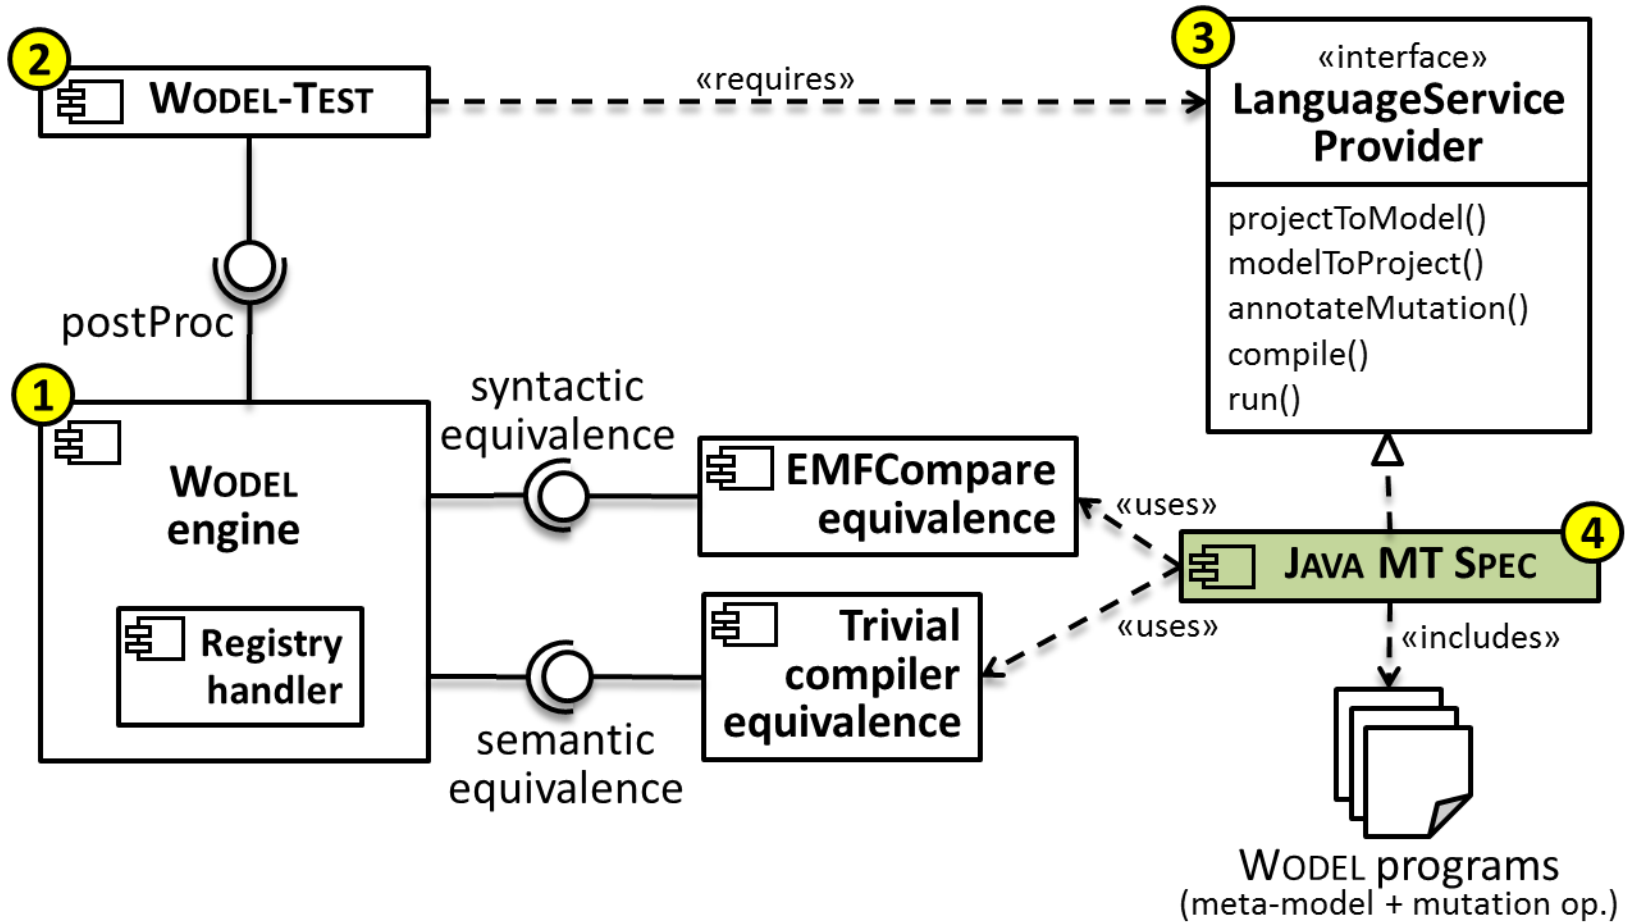 2
WODEL-TEST
«requires»
3
«interface»
LanguageService
Provider
projectToModel()
modelToProject()
annotateMutation()
compile()
run()
postProc
1
WODEL
engine
Registry
handler
syntactic
equivalence
EMFCompare
equivalence
«uses»
4
JAVA MT SPEC
Trivial
compiler
equivalence
«uses»
«includes»
semantic
equivalence
WODEL programs
(meta-model + mutation op.)